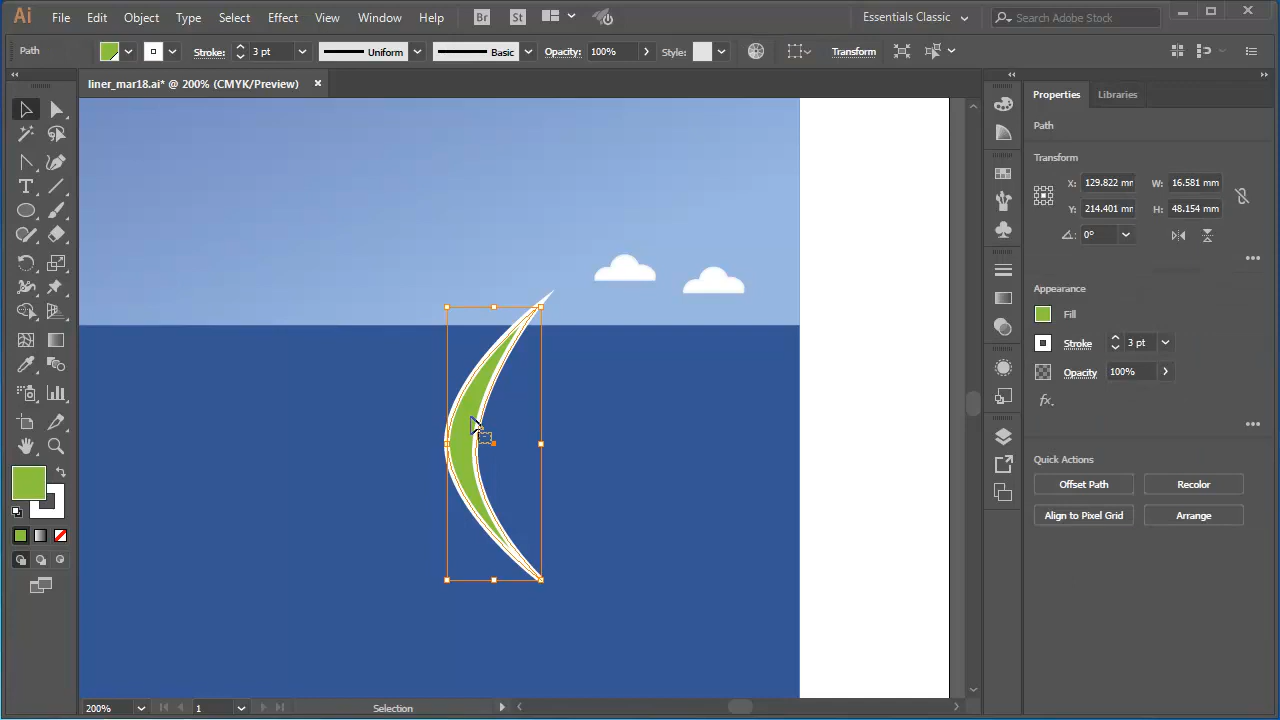 Ai File Edit Object Type Select Effect View Window Help Br St Essentials Classic Search Adobe Stock
Path Stroke: 3 pt Uniform Basic Opacity: 100% Style: Transform
liner_mar18.ai* @ 200% (CMYK/Preview)
Properties Libraries
Path
Transform
X: 129.822 mm W: 16.581 mm
Y: 214.401 mm H: 48.154 mm
0°
Appearance
Fill
Stroke 3 pt
Opacity 100%
fx
Quick Actions
Offset Path Recolor
Align to Pixel Grid Arrange
200% 1 Selection